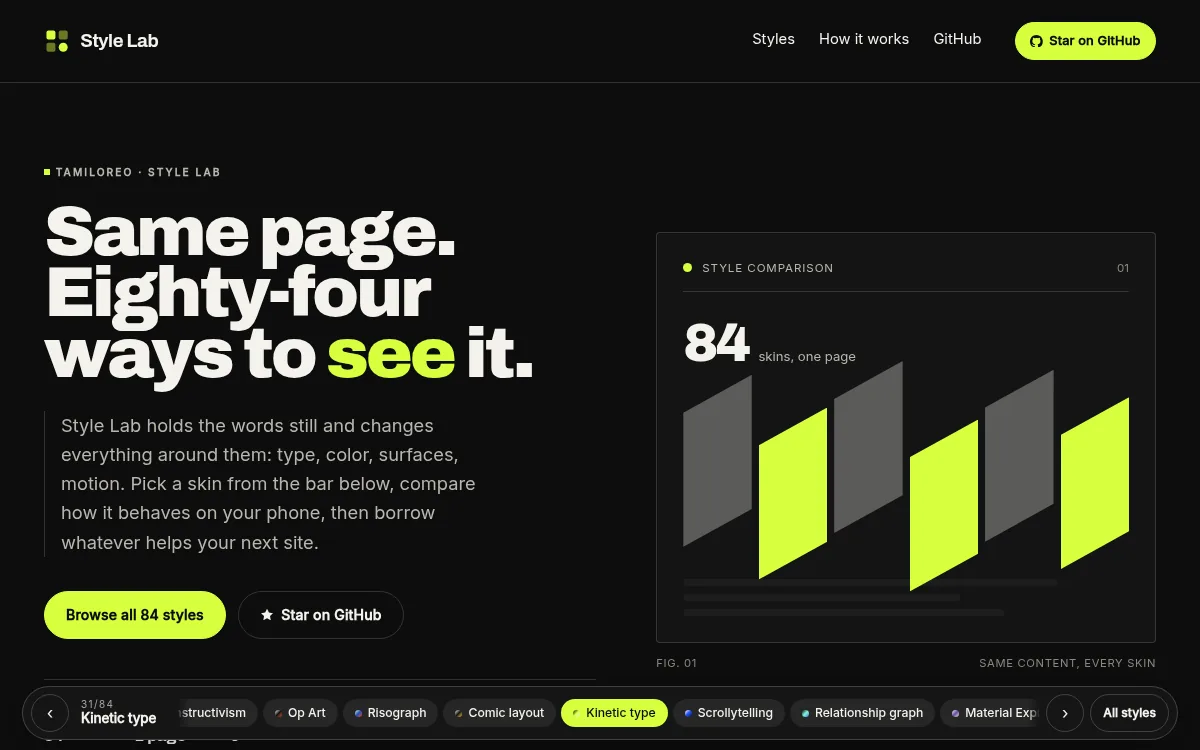 Style Lab
Styles
How it works
GitHub
Star on GitHub
TAMILOREO · STYLE LAB
Same page.
Eighty-four
ways to see it.
Style Lab holds the words still and changes
everything around them: type, color, surfaces,
motion. Pick a skin from the bar below, compare
how it behaves on your phone, then borrow
whatever helps your next site.
Browse all 84 styles
Star on GitHub
STYLE COMPARISON
01
84 skins, one page
FIG. 01
SAME CONTENT, EVERY SKIN
31/84
Kinetic type
Op Art
Risograph
Comic layout
Kinetic type
Scrollytelling
Relationship graph
Material
All styles